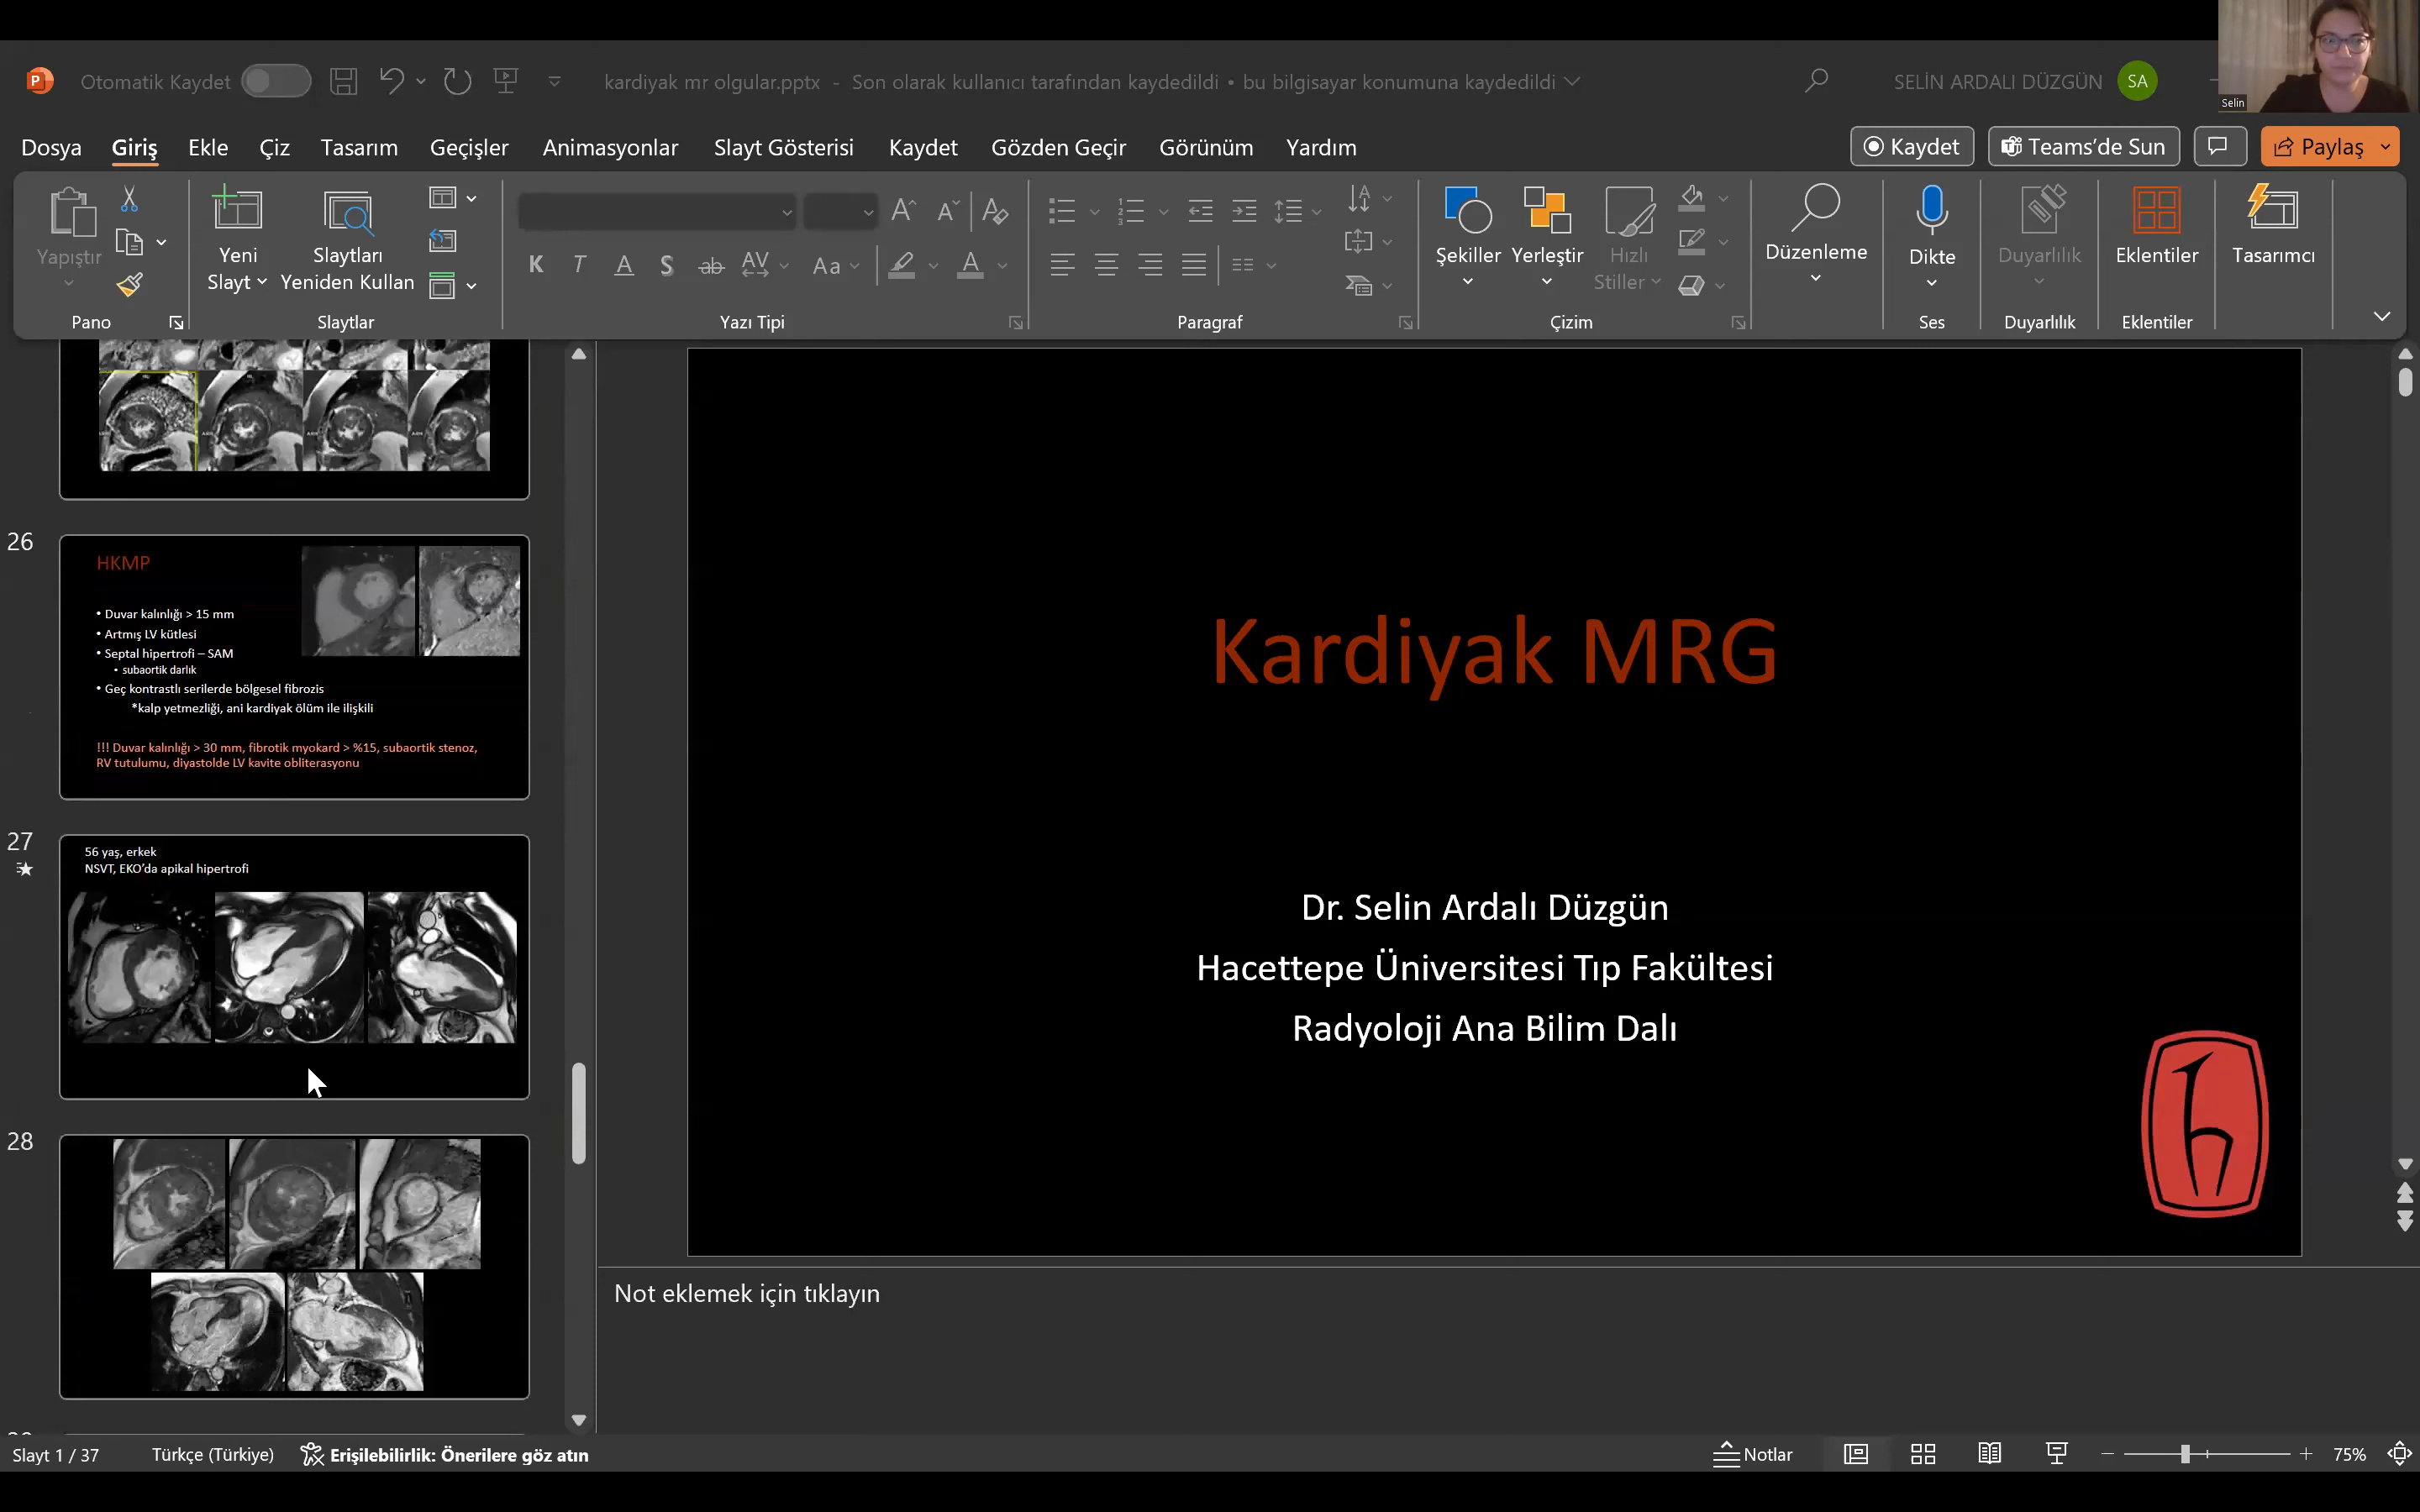 Otomatik Kaydet
kardiyak mr olgular.pptx - Son olarak kullanıcı tarafından kaydedildi • bu bilgisayar konumuna kaydedildi
SELİN ARDALI DÜZGÜN
SA
Selin
Dosya
Giriş
Ekle
Çiz
Tasarım
Geçişler
Animasyonlar
Slayt Gösterisi
Kaydet
Gözden Geçir
Görünüm
Yardım
Kaydet
Teams'de Sun
Paylaş
Yapıştır
Yeni
Slayt
Slaytları
Yeniden Kullan
K T A S ab AV Aa A
Şekiller
Yerleştir
Hızlı
Stiller
Düzenleme
Dikte
Duyarlılık
Eklentiler
Tasarımcı
Pano
Slaytlar
Yazı Tipi
Paragraf
Çizim
Ses
Duyarlılık
Eklentiler
26
HKMP
• Duvar kalınlığı > 15 mm
• Artmış LV kütlesi
• Septal hipertrofi – SAM
• subaortik darlık
• Geç kontrastlı serilerde bölgesel fibrozis
*kalp yetmezliği, ani kardiyak ölüm ile ilişkili
!!! Duvar kalınlığı > 30 mm, fibrotik myokard > %15, subaortik stenoz,
RV tutulumu, diyastolde LV kavite obliterasyonu
27
56 yaş, erkek
NSVT, EKO'da apikal hipertrofi
28
Kardiyak MRG
Dr. Selin Ardalı Düzgün
Hacettepe Üniversitesi Tıp Fakültesi
Radyoloji Ana Bilim Dalı
Not eklemek için tıklayın
Slayt 1 / 37
Türkçe (Türkiye)
Erişilebilirlik: Önerilere göz atın
Notlar
75%